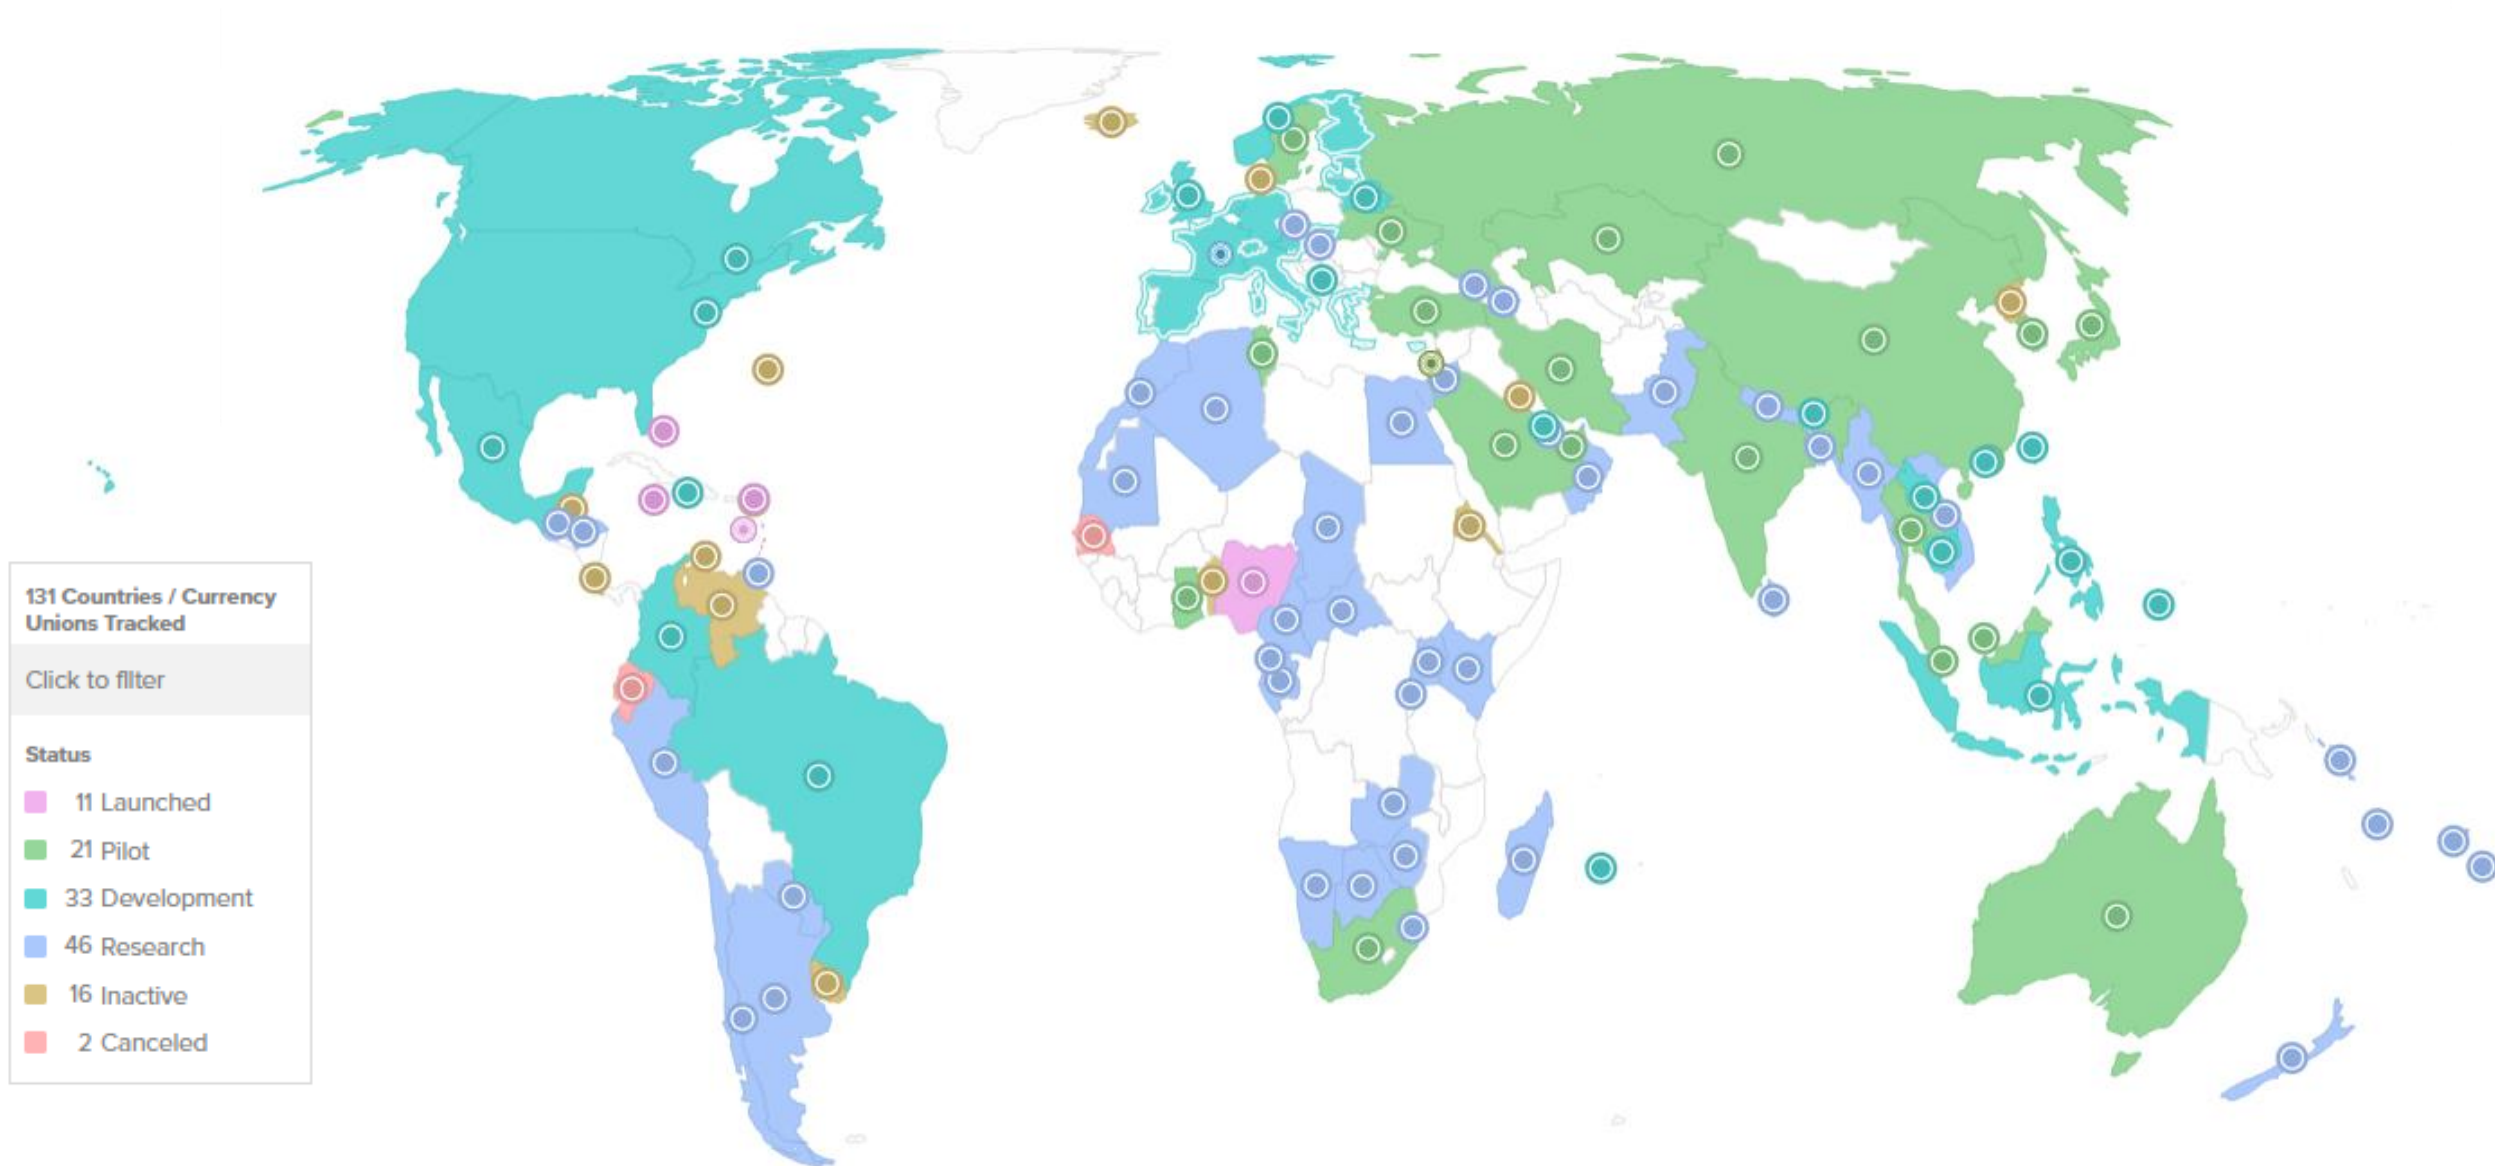 131 Countries / Currency
Unions Tracked
Click to filter
Status
11 Launched
21 Pilot
33 Development
46 Research
16 Inactive
2 Canceled